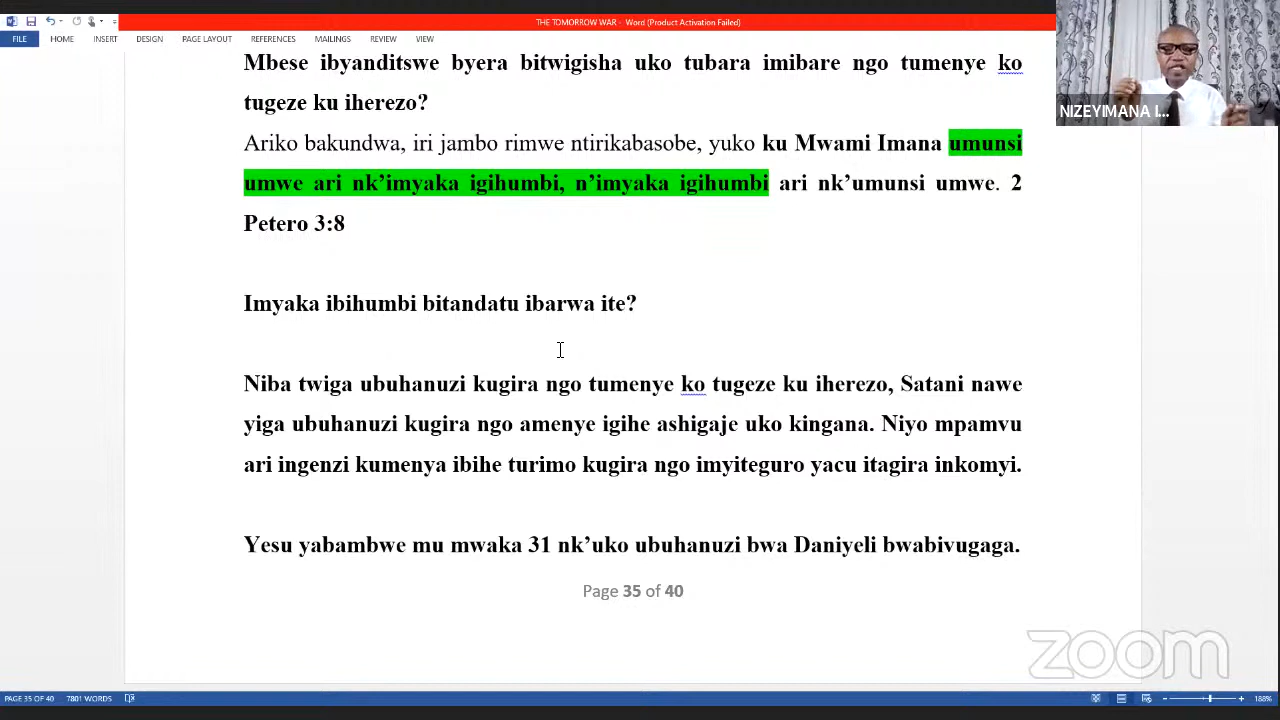 THE TOMORROW WAR - Word (Product Activation Failed)
FILE HOME INSERT DESIGN PAGE LAYOUT REFERENCES MAILINGS REVIEW VIEW
Mbese ibyanditswe byera bitwigisha uko tubara imibare ngo tumenye ko
tugeze ku iherezo?
Ariko bakundwa, iri jambo rimwe ntirikabasobe, yuko ku Mwami Imana umunsi
umwe ari nk’imyaka igihumbi, n’imyaka igihumbi ari nk’umunsi umwe. 2
Petero 3:8
Imyaka ibihumbi bitandatu ibarwa ite?
Niba twiga ubuhanuzi kugira ngo tumenye ko tugeze ku iherezo, Satani nawe
yiga ubuhanuzi kugira ngo amenye igihe ashigaje uko kingana. Niyo mpamvu
ari ingenzi kumenya ibihe turimo kugira ngo imyiteguro yacu itagira inkomyi.
Yesu yabambwe mu mwaka 31 nk’uko ubuhanuzi bwa Daniyeli bwabivugaga.
Page 35 of 40
NIZEYIMANA I...
zoom
PAGE 35 OF 40 7801 WORDS 188%